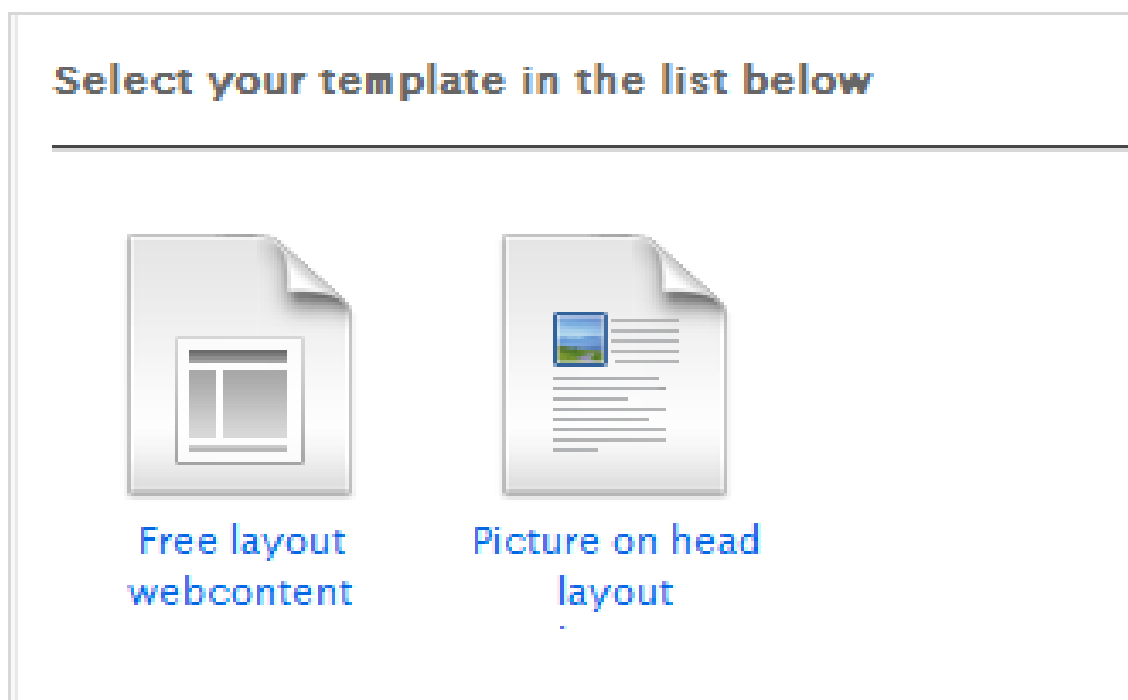 Select your template in the list below
Free layout
webcontent
Picture on head
layout